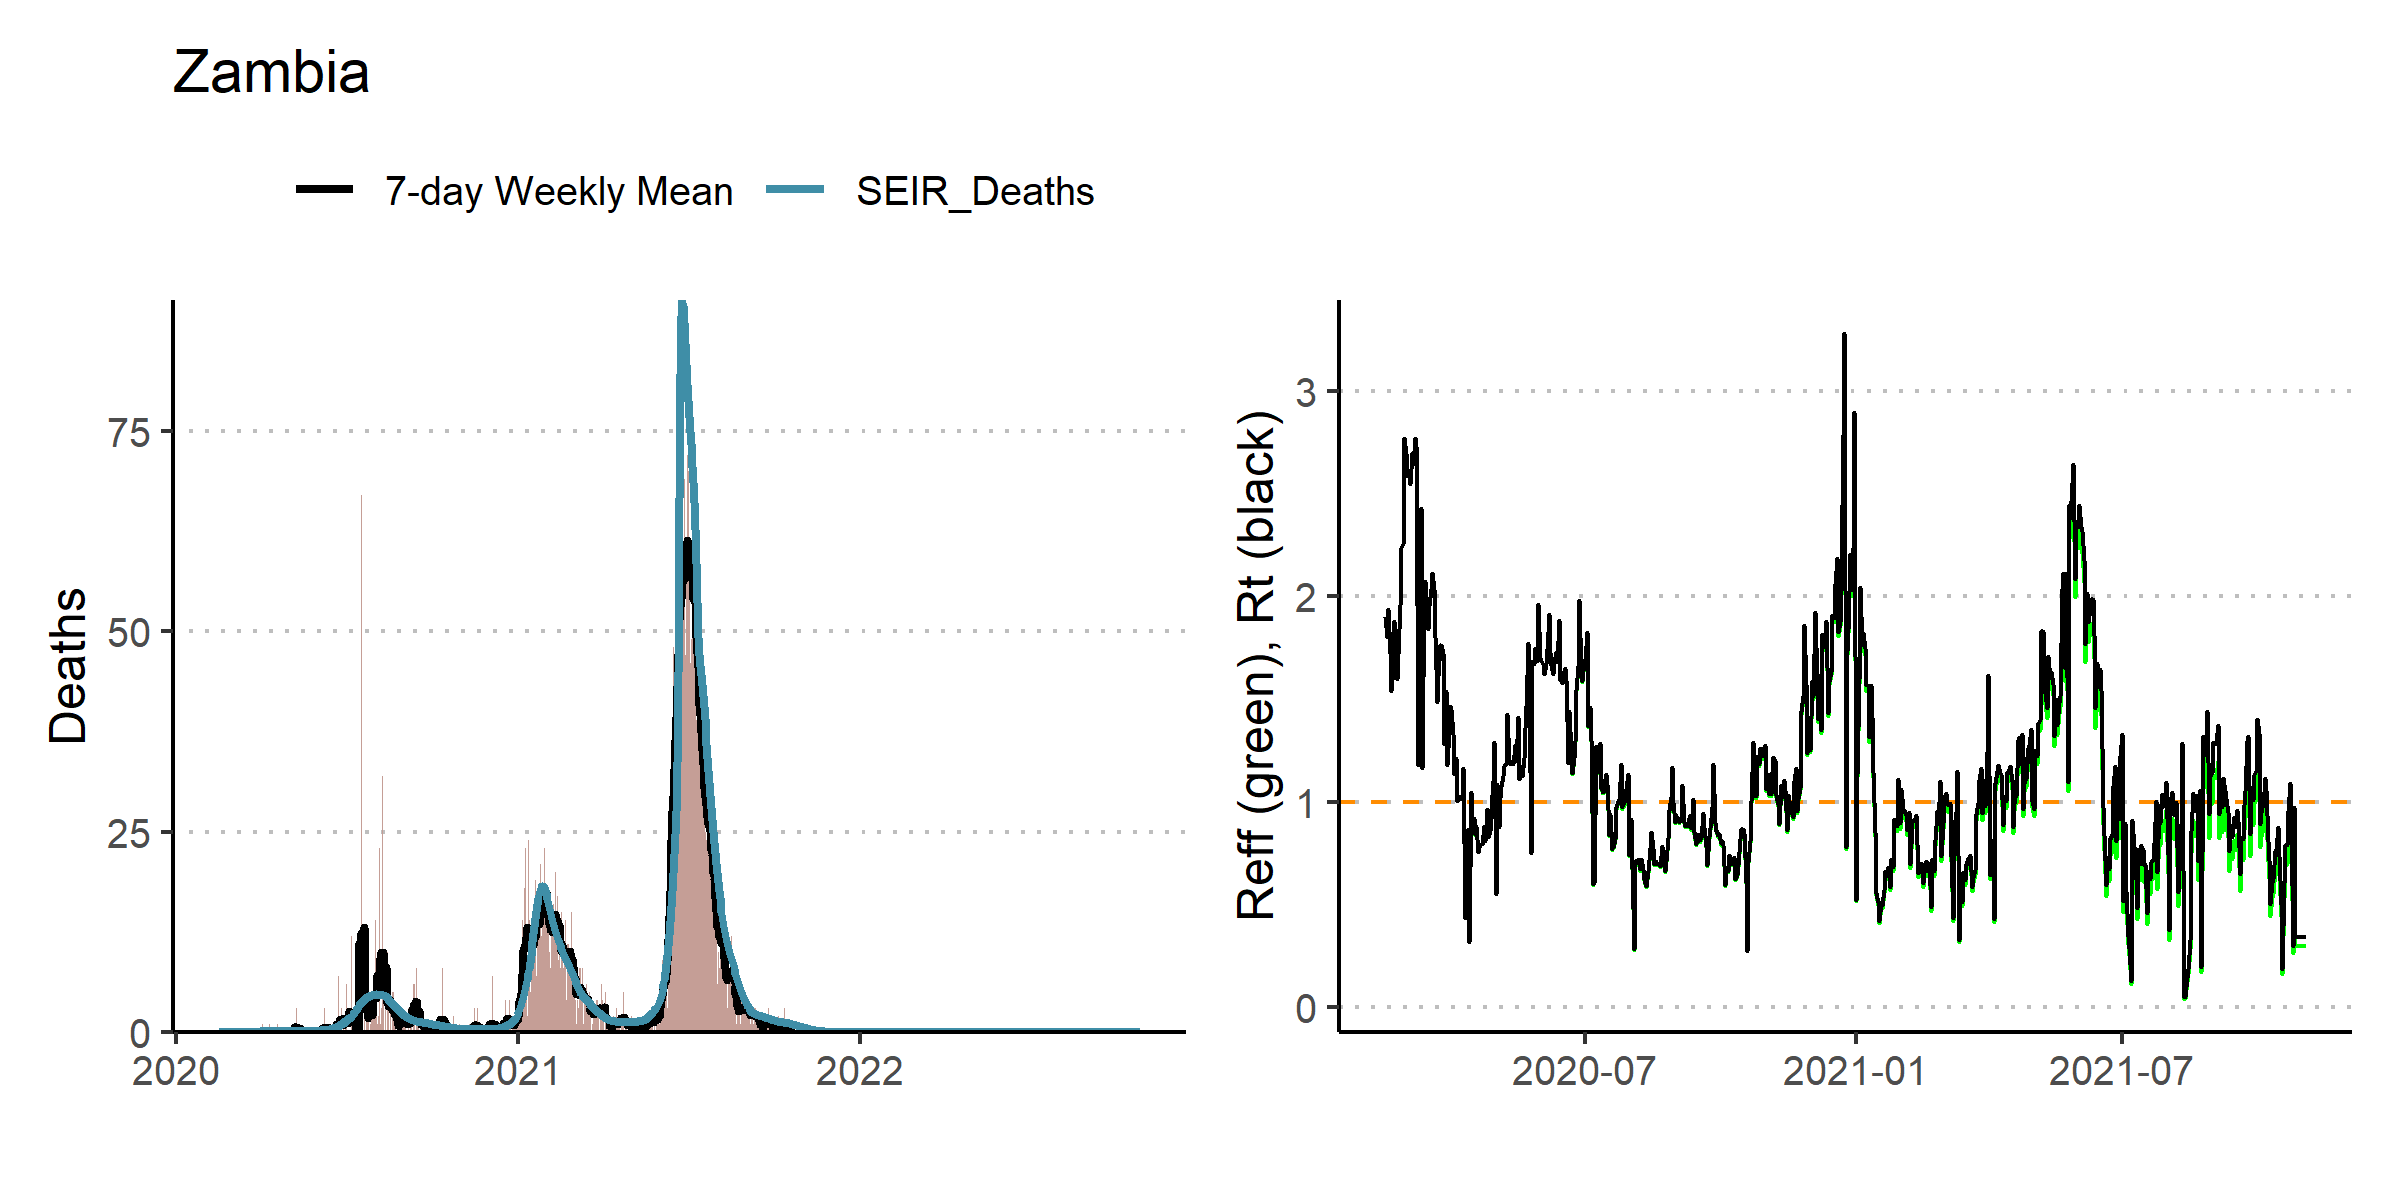 Zambia
7-day Weekly Mean SEIR_Deaths
Deaths
75
50
25
0
2020 2021 2022
Reff (green), Rt (black)
3
2
1
0
2020-07 2021-01 2021-07